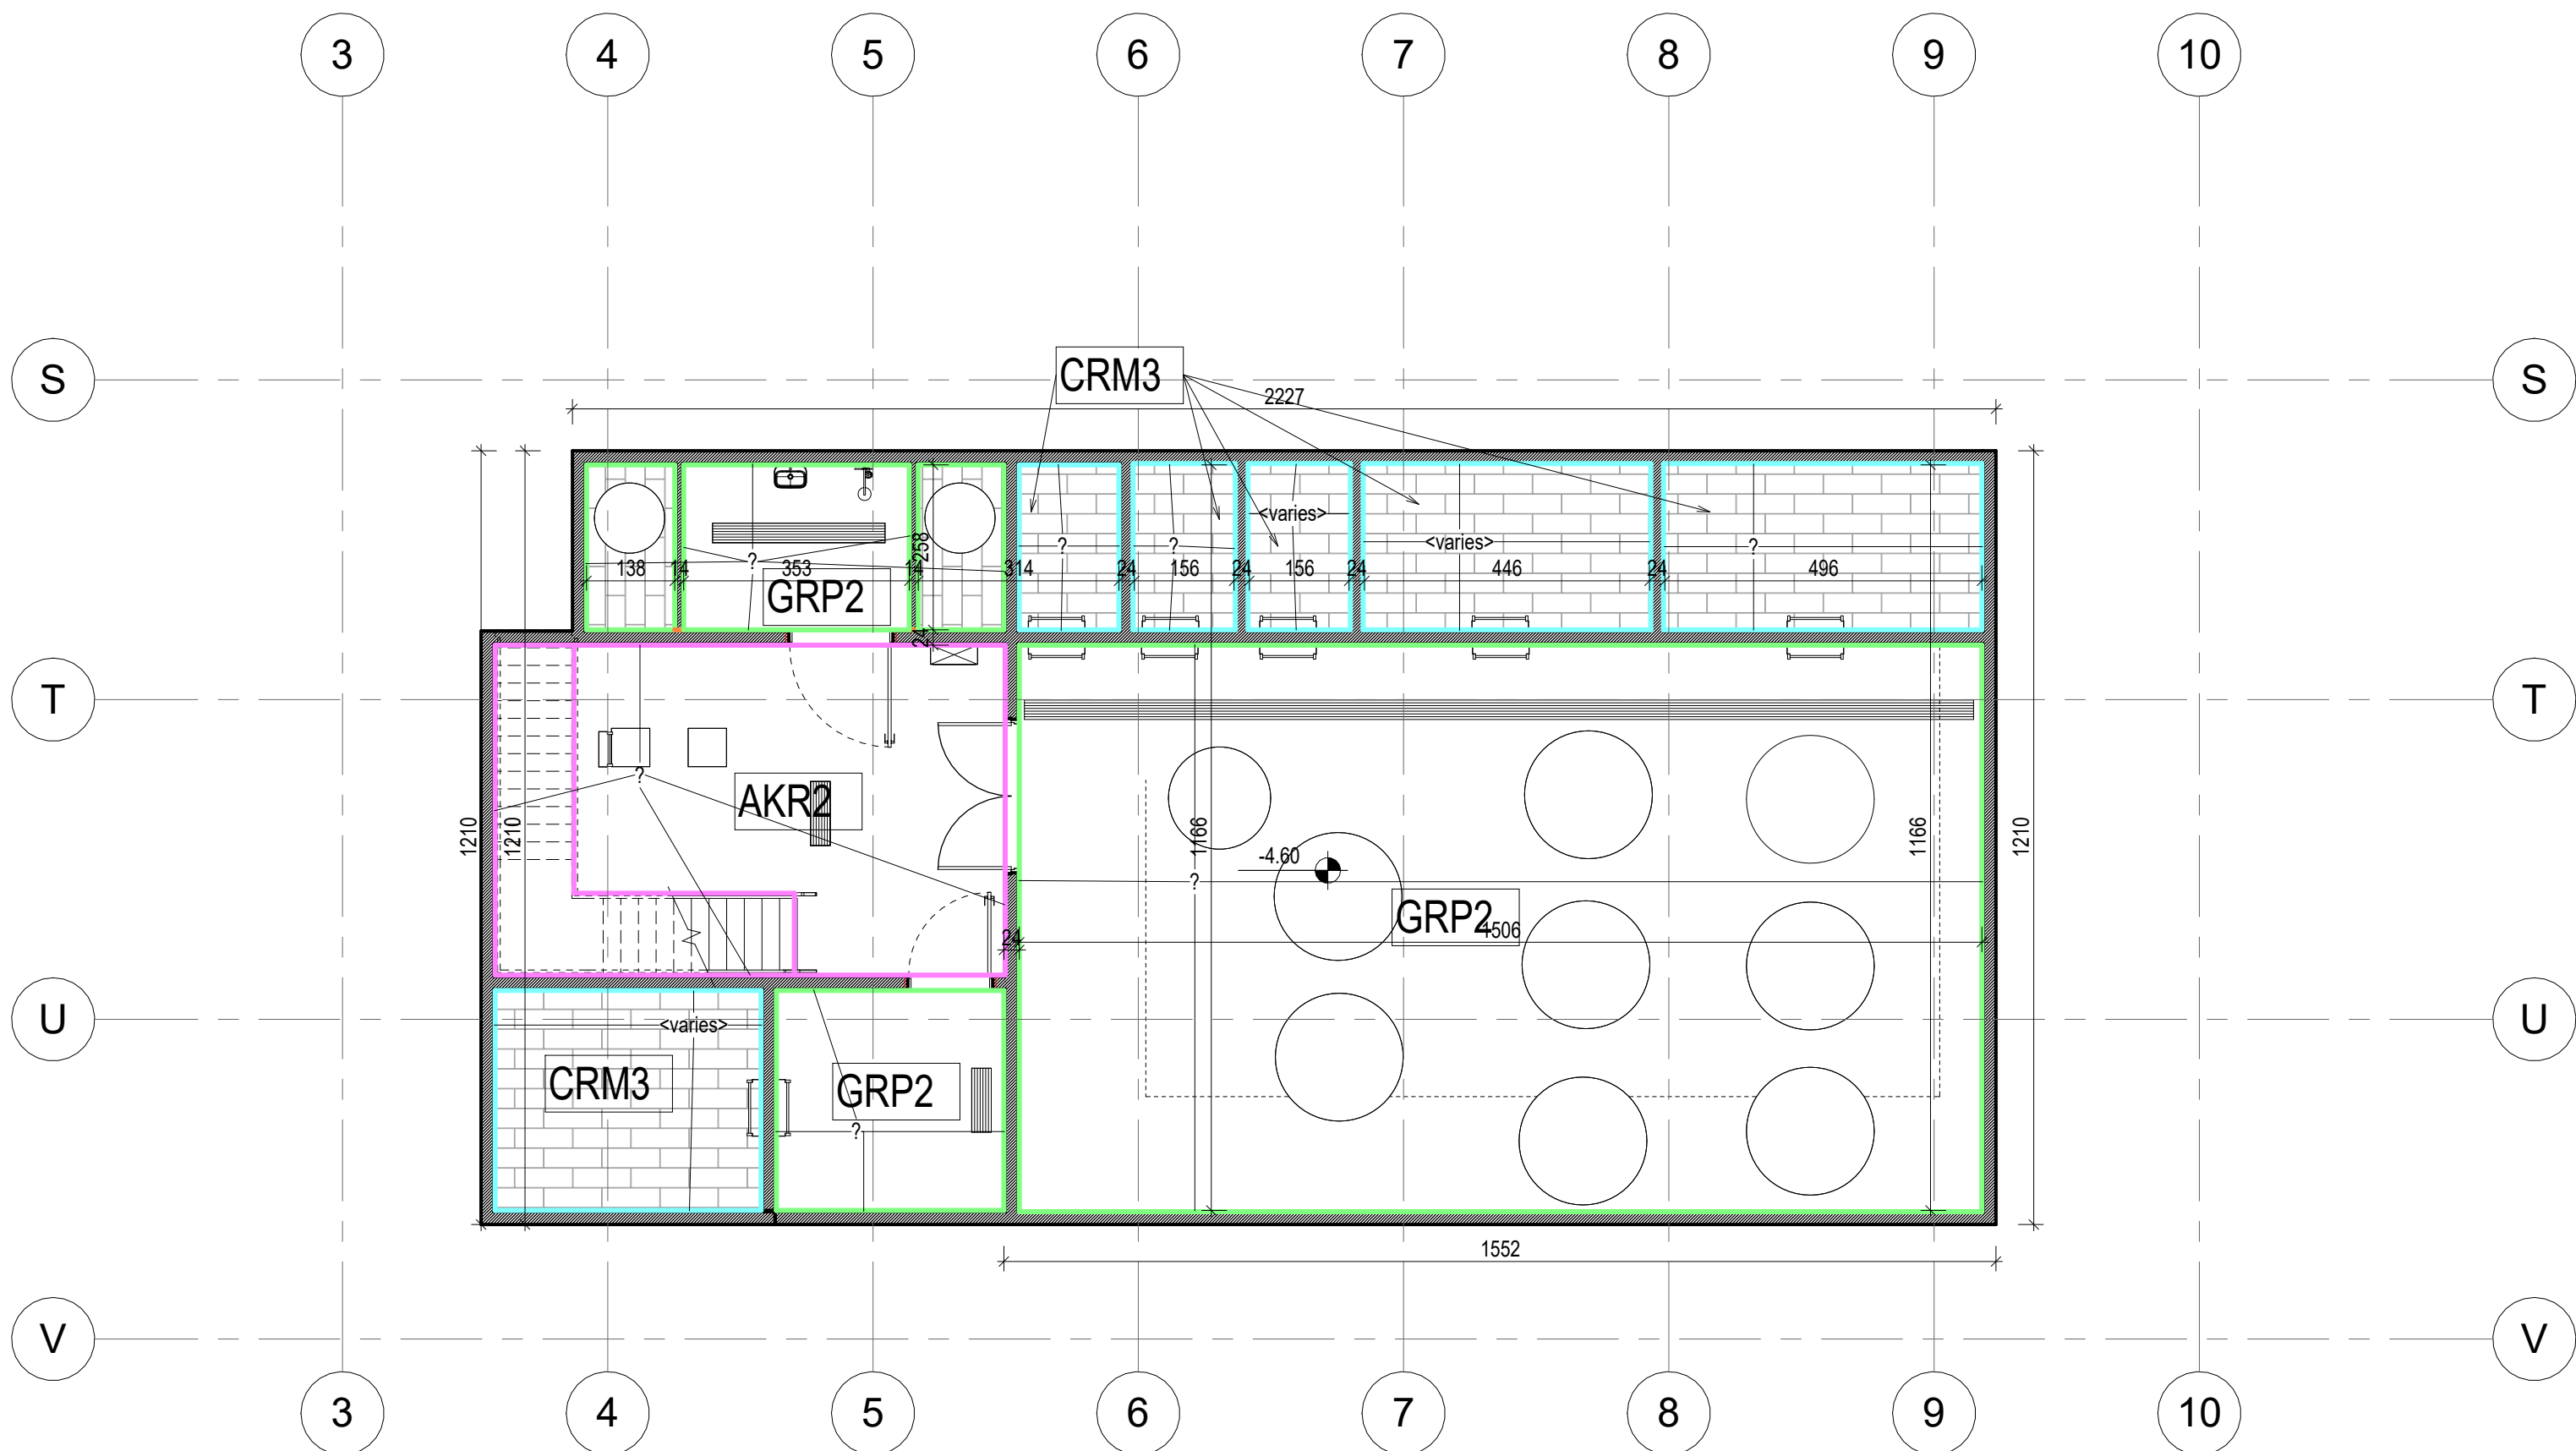 3 4 5 6 7 8 9 10
S S
CRM3
2227
<varies>
258
<varies>
? ? ? ?
138 14 353 14 314 24 156 24 156 24 446 24 496
GRP2
24
T T
?
AKR2
1210 1210 1166 1166 1210
-4.60
?
GRP2
1506
24
U U
<varies>
CRM3
GRP2
?
1552
V V
3 4 5 6 7 8 9 10